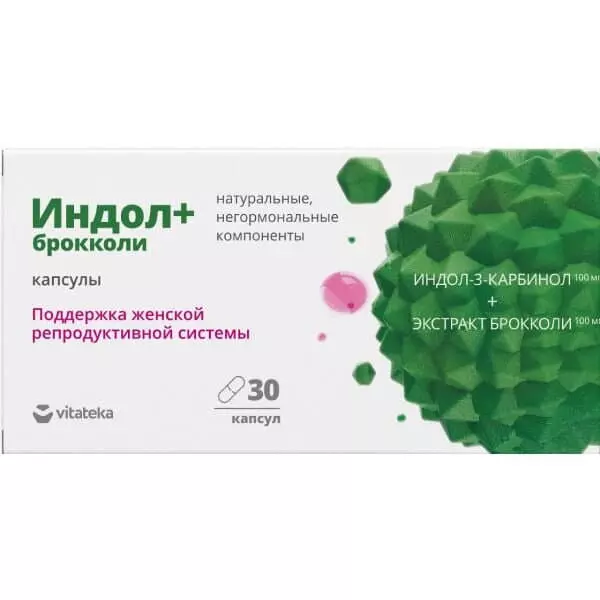 Индол+
брокколи
натуральные,
негормональные
компоненты
капсулы
Поддержка женской
репродуктивной системы
ИНДОЛ-3-КАРБИНОЛ 100 мг
+
ЭКСТРАКТ БРОККОЛИ 100 мг
30
капсул
vitateka